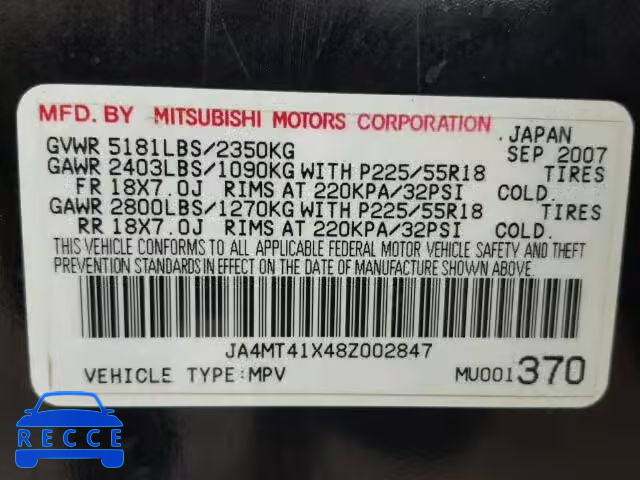 MFD. BY MITSUBISHI MOTORS CORPORATION, JAPAN
GVWR 5181LBS/2350KG SEP 2007
GAWR 2403LBS/1090KG WITH P225/55R18 TIRES
FR 18X7.0J RIMS AT 220KPA/32PSI COLD.
GAWR 2800LBS/1270KG WITH P225/55R18 TIRES
RR 18X7.0J RIMS AT 220KPA/32PSI COLD.
THIS VEHICLE CONFORMS TO ALL APPLICABLE FEDERAL MOTOR VEHICLE SAFETY AND THEFT
PREVENTION STANDARDS IN EFFECT ON THE DATE OF MANUFACTURE SHOWN ABOVE.
JA4MT41X48Z002847
VEHICLE TYPE:MPV MU001370
RECCE